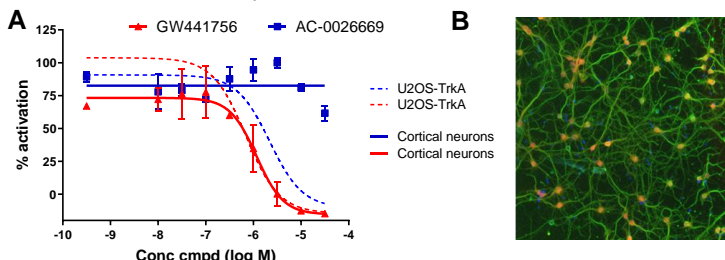 A
GW441756
AC-0026669
B
% activation
125
100
75
50
25
0
-10
-9
-8
-7
-6
-5
-4
Conc cmpd (log M)
U2OS-TrkA
U2OS-TrkA
Cortical neurons
Cortical neurons